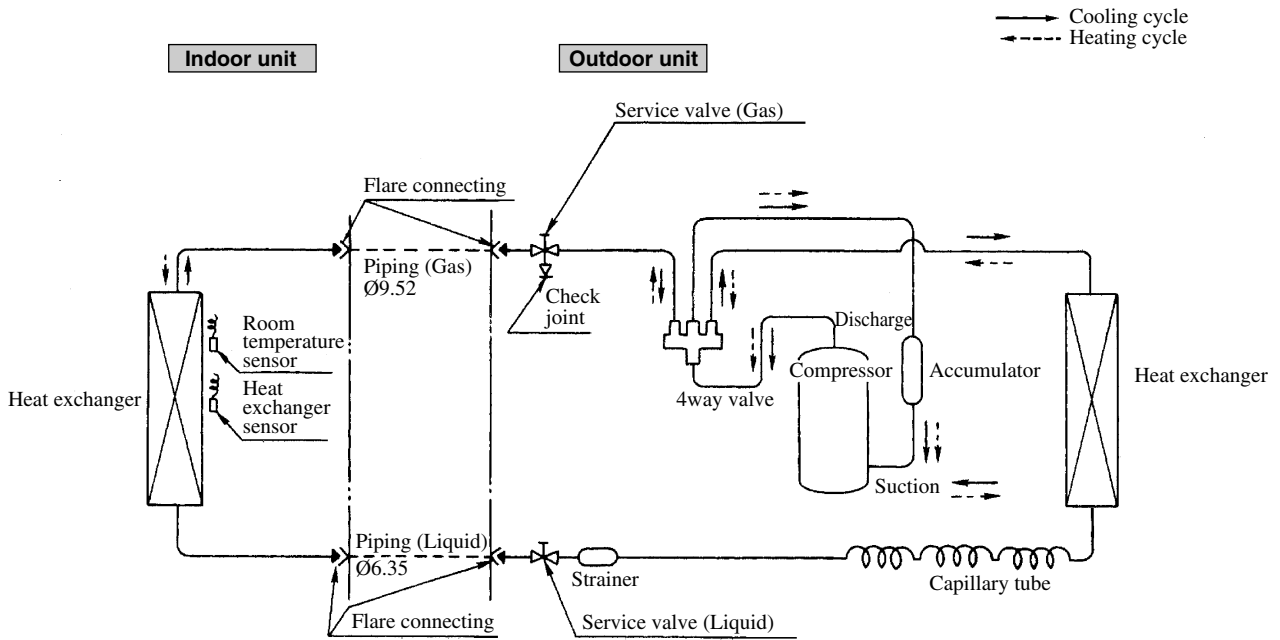 Cooling cycle
Heating cycle
Indoor unit
Outdoor unit
Service valve (Gas)
Flare connecting
Piping (Gas)
Ø9.52
Check
joint
Room
temperature
sensor
Heat
exchanger
sensor
Heat exchanger
Discharge
Compressor
Accumulator
4way valve
Heat exchanger
Suction
Piping (Liquid)
Ø6.35
Strainer
Capillary tube
Flare connecting
Service valve (Liquid)